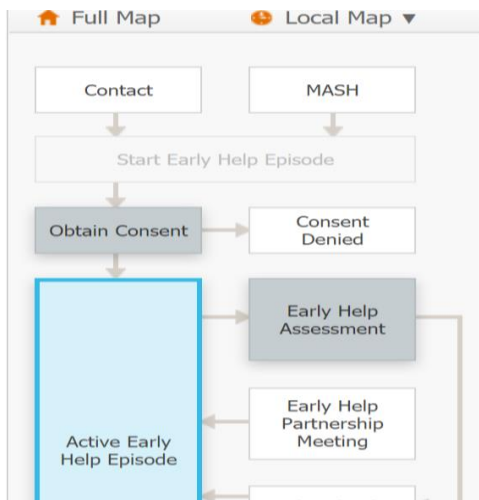 Full Map
Local Map ▼
Contact
MASH
Start Early Help Episode
Obtain Consent
Consent
Denied
Early Help
Assessment
Early Help
Partnership
Meeting
Active Early
Help Episode